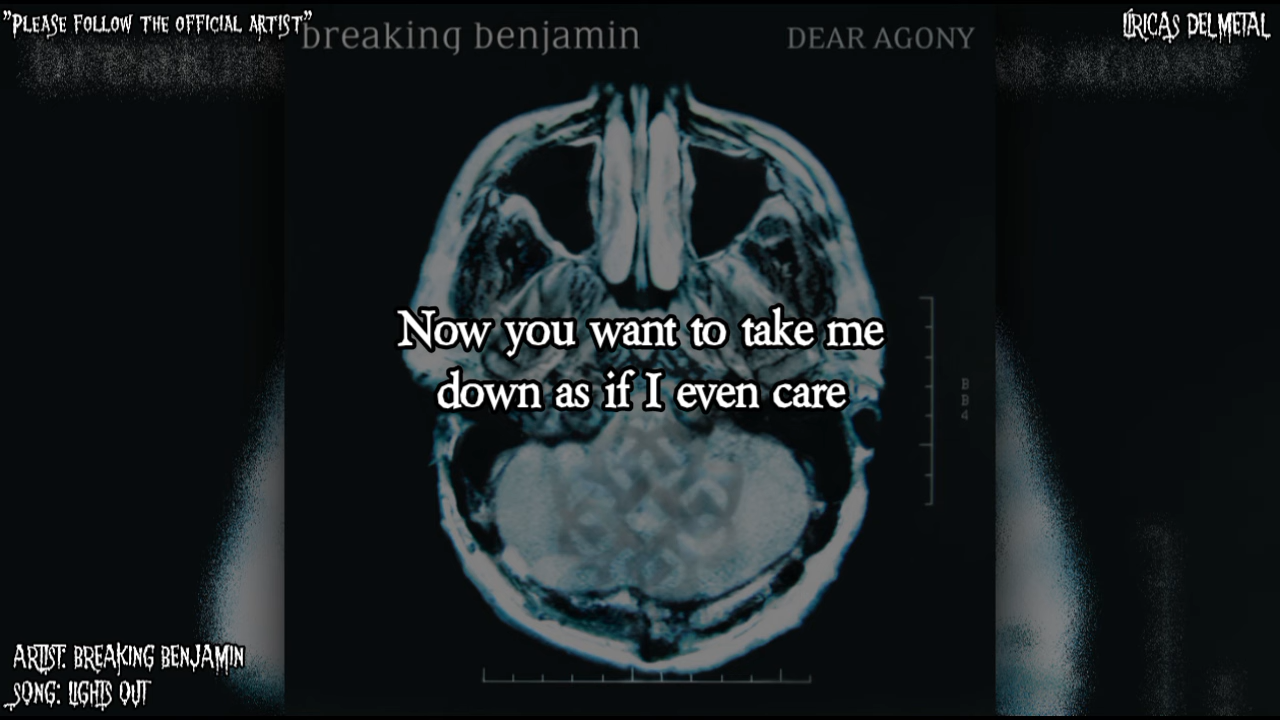 "PLEASE FOLLOW THE OFFICIAL ARTIST"
breaking benjamin
DEAR AGONY
LÍRICAS DEL METAL
Now you want to take me
down as if I even care
BB4
ARTIST: BREAKING BENJAMIN
SONG: LIGHTS OUT